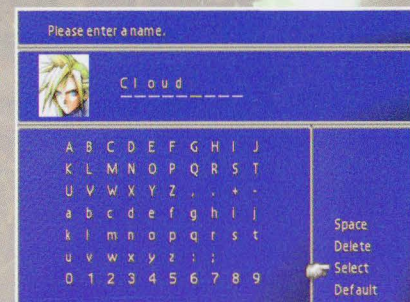 Please enter a name.
Cloud
A B C D E F G H I J
K L M N O P Q R S T
U V W X Y Z , . + -
a b c d e f g h i j
k l m n o p q r s t
u v w x y z : ;
0 1 2 3 4 5 6 7 8 9
Space
Delete
Select
Default